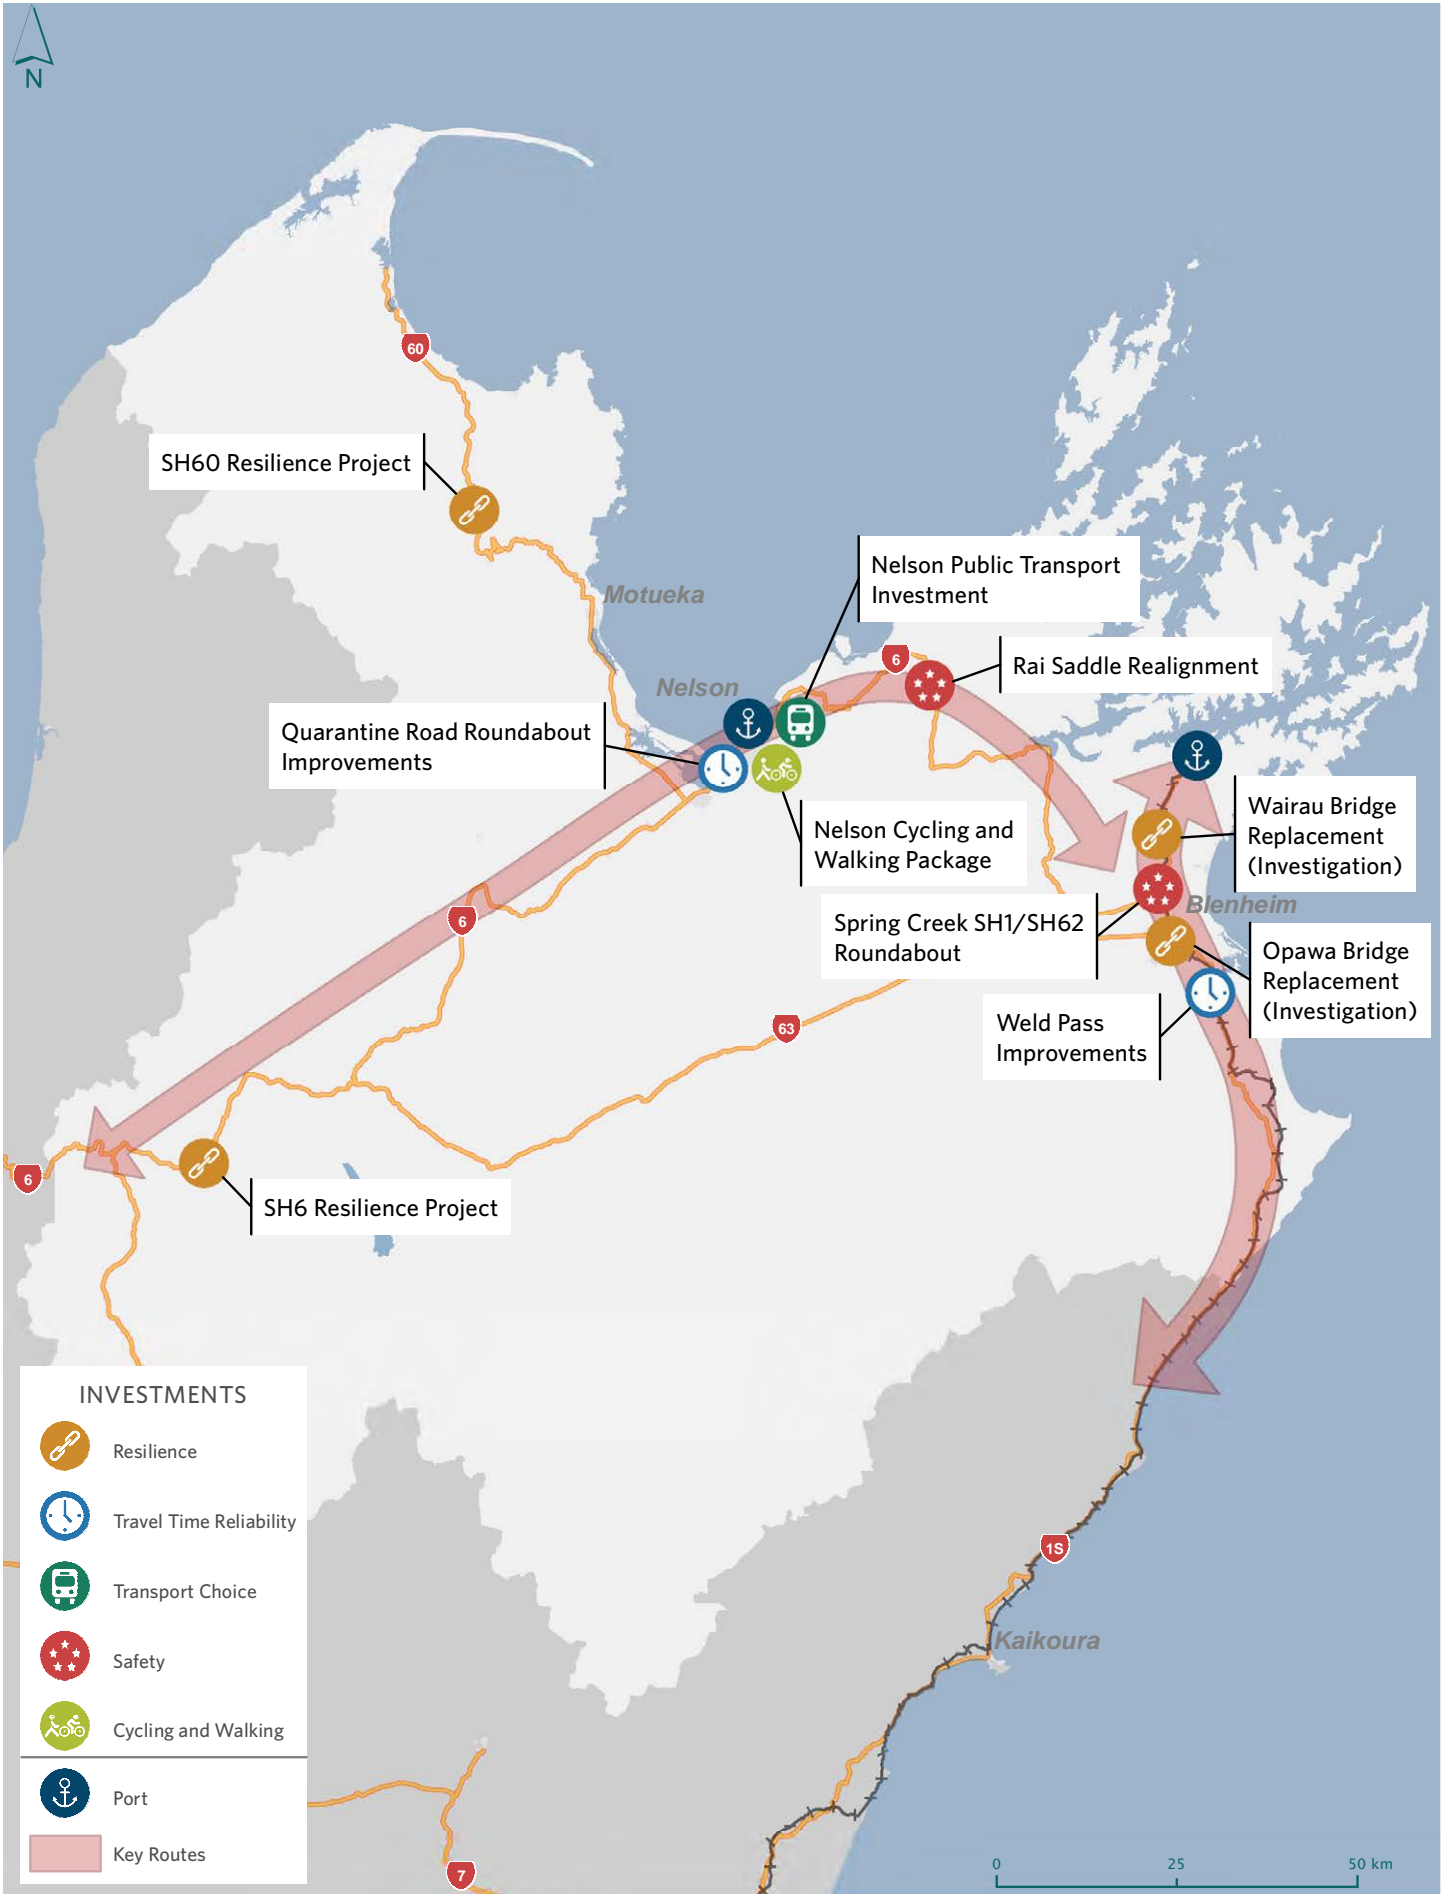 N
60
SH60 Resilience Project
Nelson Public Transport
Investment
Motueka
6
Rai Saddle Realignment
Nelson
Quarantine Road Roundabout
Improvements
Wairau Bridge
Replacement
(Investigation)
Nelson Cycling and
Walking Package
Blenheim
6
Spring Creek SH1/SH62
Roundabout
Opawa Bridge
Replacement
(Investigation)
Weld Pass
Improvements
63
6
SH6 Resilience Project
INVESTMENTS
Resilience
Travel Time Reliability
Transport Choice
Safety
Cycling and Walking
Port
Key Routes
1S
Kaikoura
7
0 25 50 km